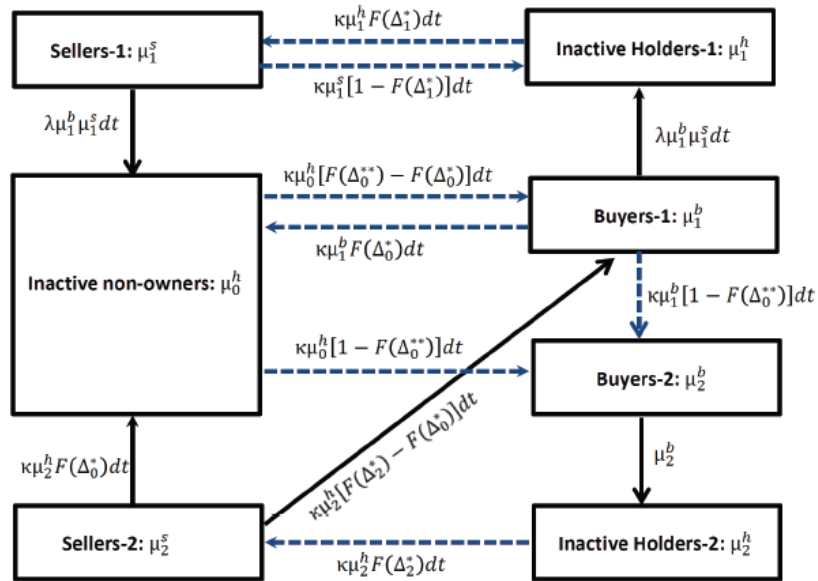 κμ₁ʰF(Δ₁*)dt
Sellers-1: μ₁ˢ
Inactive Holders-1: μ₁ʰ
κμ₁ˢ[1 − F(Δ₁*)]dt
λμ₁ᵇμ₁ˢdt
λμ₁ᵇμ₁ˢdt
κμ₀ʰ[F(Δ₀**) − F(Δ₀*)]dt
Buyers-1: μ₁ᵇ
κμ₁ᵇF(Δ₀*)dt
Inactive non-owners: μ₀ʰ
κμ₁ᵇ[1 − F(Δ₀**)]dt
κμ₀ʰ[1 − F(Δ₀**)]dt
Buyers-2: μ₂ᵇ
κμ₂ʰ[F(Δ₂*) − F(Δ₀*)]dt
κμ₂ʰF(Δ₀*)dt
μ₂ᵇ
Sellers-2: μ₂ˢ
Inactive Holders-2: μ₂ʰ
κμ₂ʰF(Δ₂*)dt